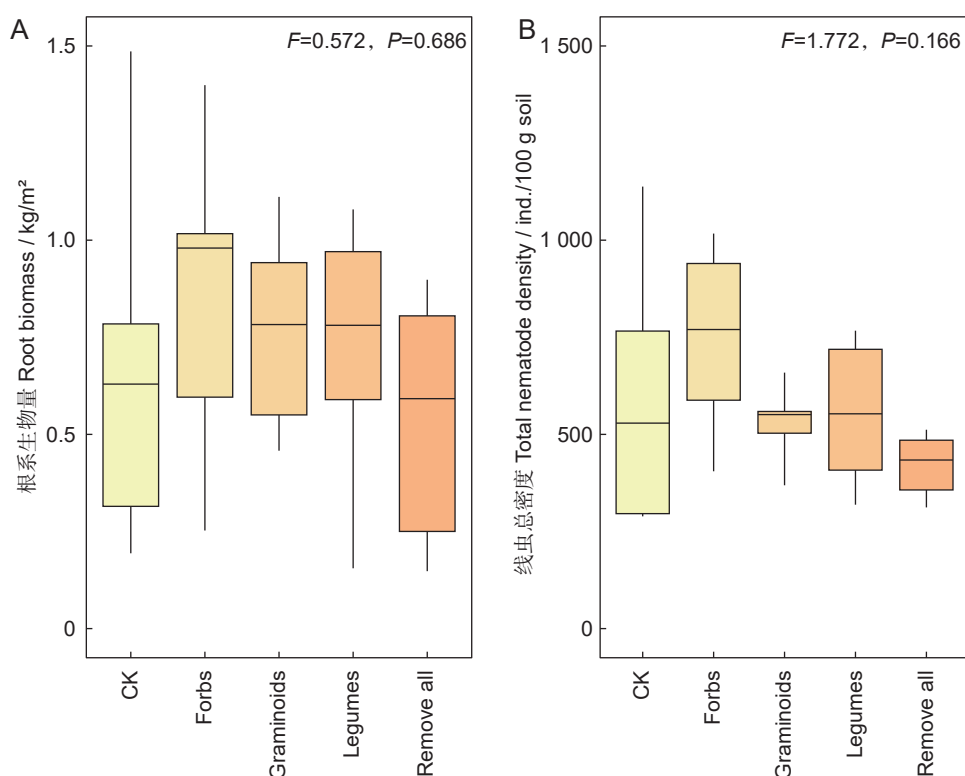 A
F=0.572，P=0.686
1.5
1.0
0.5
0
根系生物量 Root biomass / kg/m²
CK
Forbs
Graminoids
Legumes
Remove all
B
F=1.772，P=0.166
1 500
1 000
500
0
线虫总密度 Total nematode density / ind./100 g soil
CK
Forbs
Graminoids
Legumes
Remove all